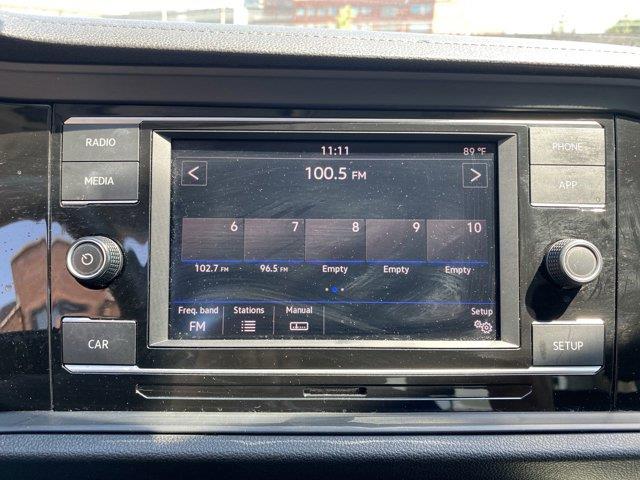 RADIO
MEDIA
CAR
11:11
89 °F
<
100.5 FM
>
6 7 8 9 10
102.7 FM 96.5 FM Empty Empty Empty
Freq. band Stations Manual Setup
FM
PHONE
APP
SETUP